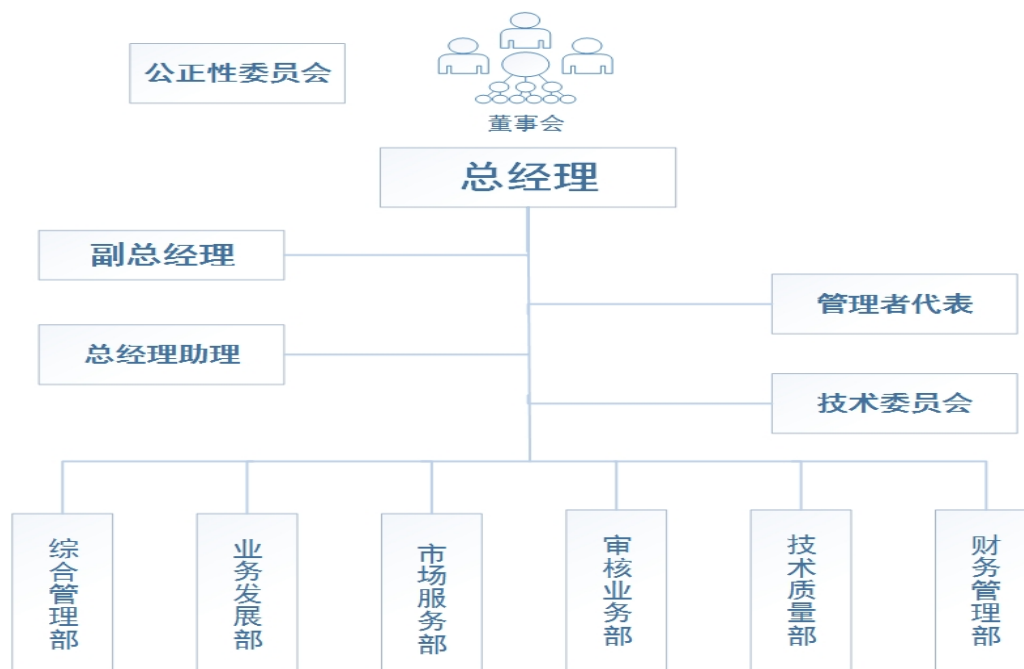 公正性委员会
董事会
总经理
副总经理
管理者代表
总经理助理
技术委员会
综合管理部
业务发展部
市场服务部
审核业务部
技术质量部
财务管理部